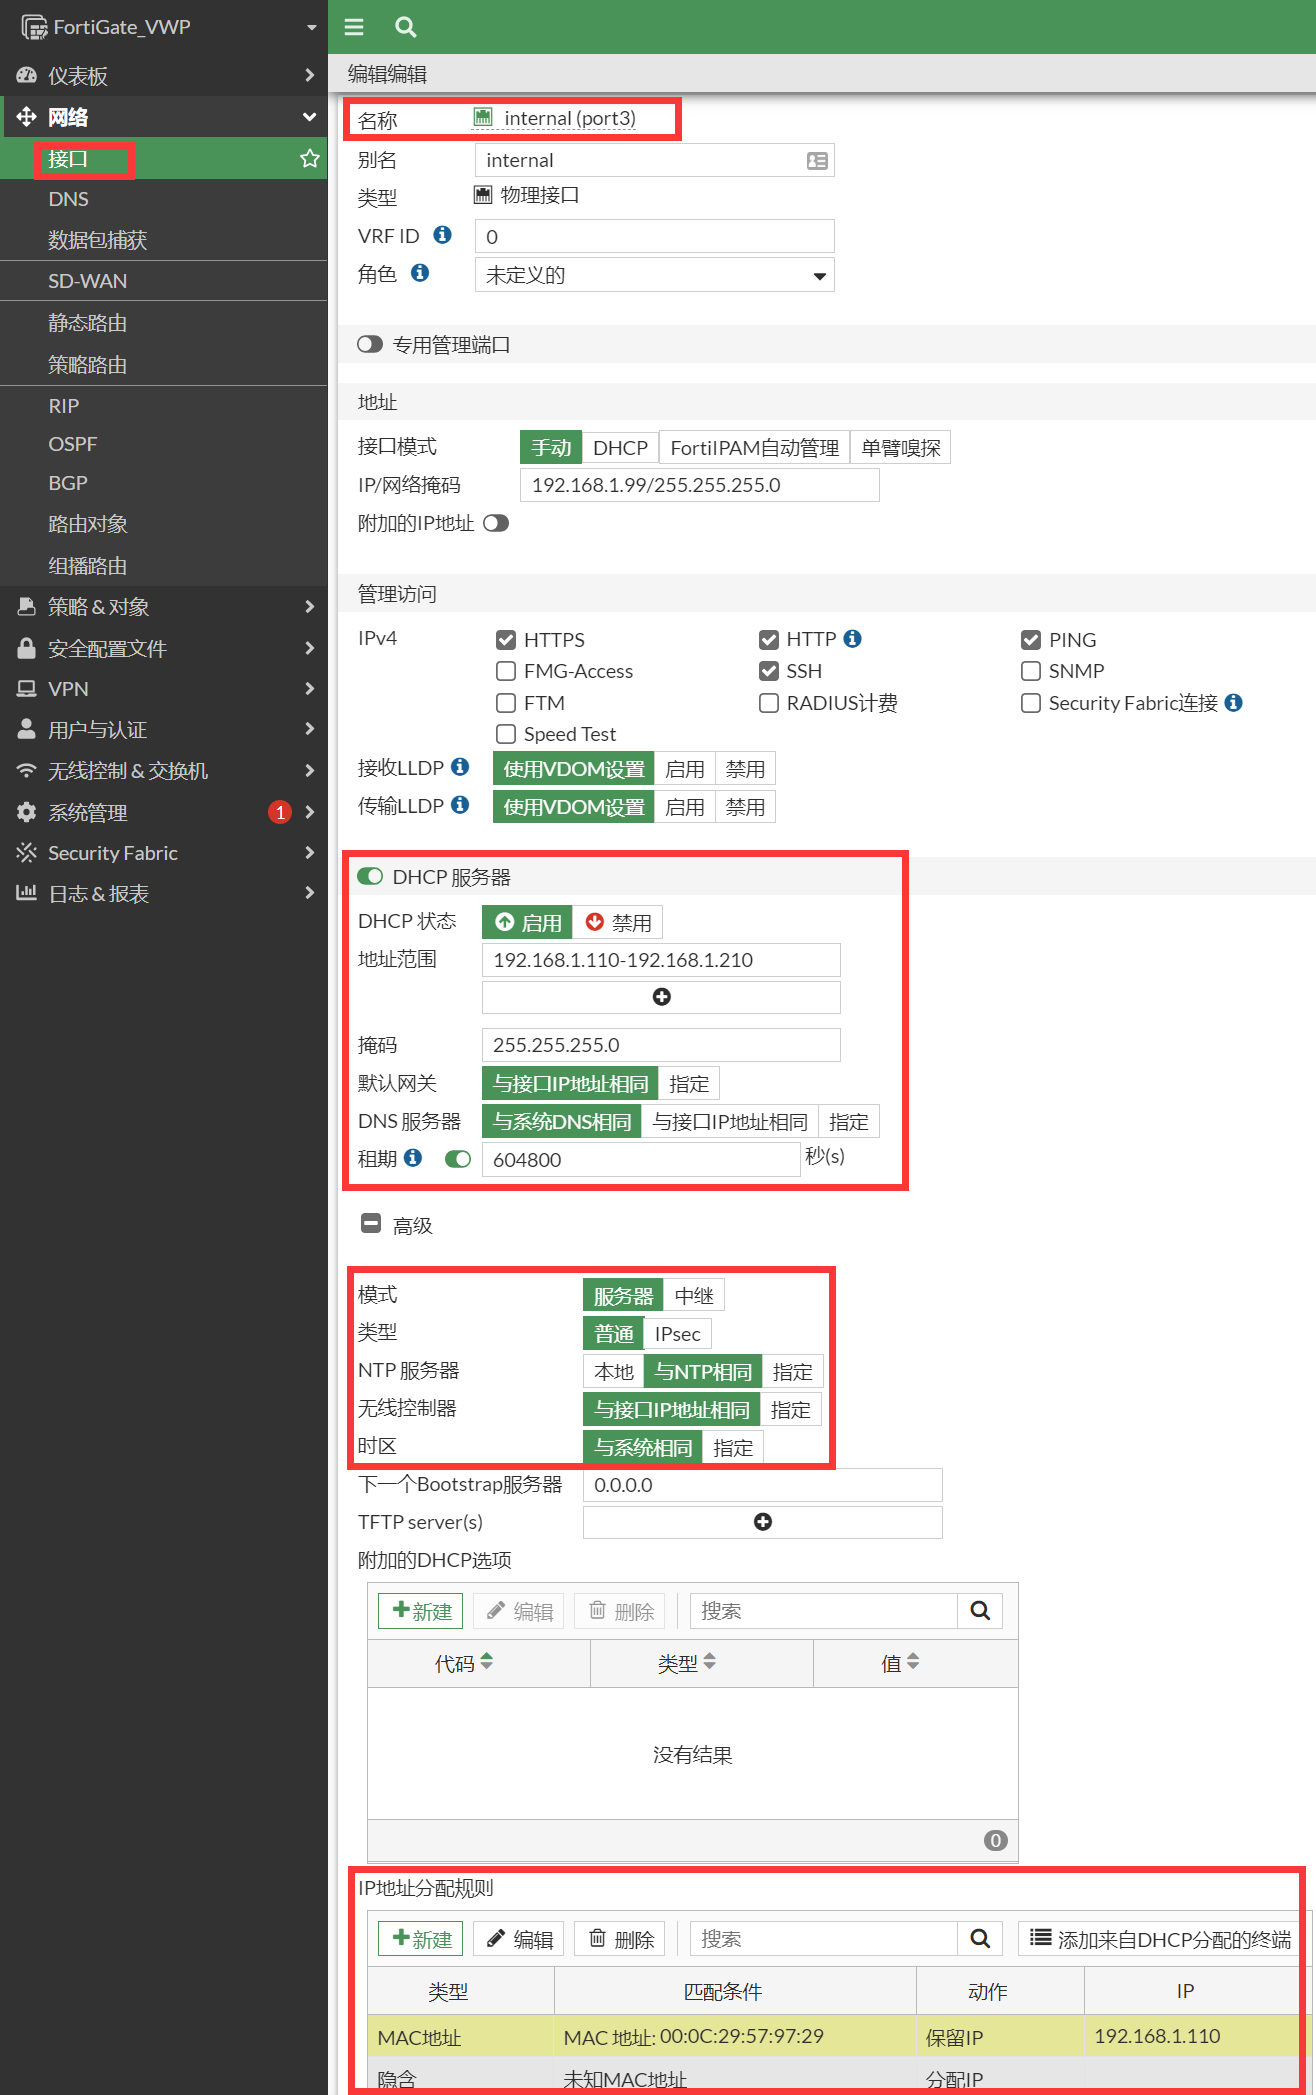 FortiGate_VWP
仪表板
网络
接口
DNS
数据包捕获
SD-WAN
静态路由
策略路由
RIP
OSPF
BGP
路由对象
组播路由
策略 & 对象
安全配置文件
VPN
用户与认证
无线控制 & 交换机
系统管理 1
Security Fabric
日志 & 报表
编辑编辑
名称 internal (port3)
别名 internal
类型 物理接口
VRF ID 0
角色 未定义的
专用管理端口
地址
接口模式 手动 DHCP FortiIPAM自动管理 单臂嗅探
IP/网络掩码 192.168.1.99/255.255.255.0
附加的IP地址
管理访问
IPv4 HTTPS HTTP PING
FMG-Access SSH SNMP
FTM RADIUS计费 Security Fabric连接
Speed Test
接收LLDP 使用VDOM设置 启用 禁用
传输LLDP 使用VDOM设置 启用 禁用
DHCP 服务器
DHCP 状态 启用 禁用
地址范围 192.168.1.110-192.168.1.210
掩码 255.255.255.0
默认网关 与接口IP地址相同 指定
DNS 服务器 与系统DNS相同 与接口IP地址相同 指定
租期 604800 秒(s)
高级
模式 服务器 中继
类型 普通 IPsec
NTP 服务器 本地 与NTP相同 指定
无线控制器 与接口IP地址相同 指定
时区 与系统相同 指定
下一个Bootstrap服务器 0.0.0.0
TFTP server(s)
附加的DHCP选项
新建 编辑 删除 搜索
代码 类型 值
没有结果
0
IP地址分配规则
新建 编辑 删除 搜索 添加来自DHCP分配的终端
类型 匹配条件 动作 IP
MAC地址 MAC 地址: 00:0C:29:57:97:29 保留IP 192.168.1.110
隐含 未知MAC地址 分配IP